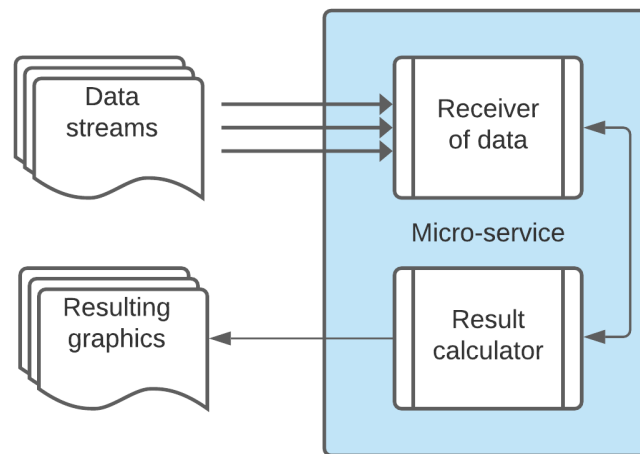 Data
streams
Receiver
of data
Micro-service
Resulting
graphics
Result
calculator